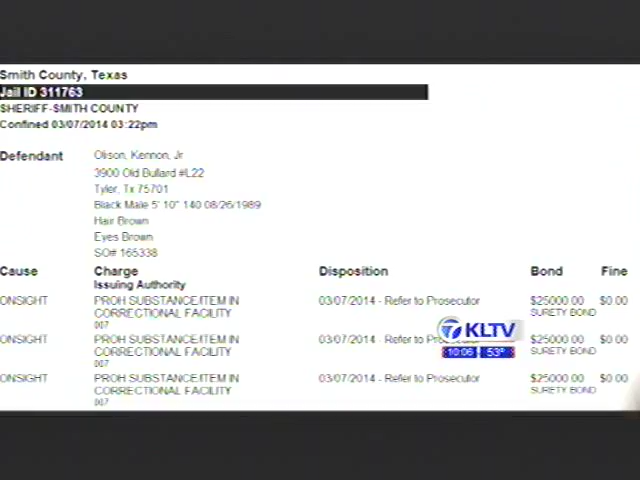 Smith County, Texas
Jail ID 311763
SHERIFF-SMITH COUNTY
Confined 03/07/2014 03:22pm
Defendant Olison, Kennon, Jr
3900 Old Bullard #L22
Tyler, Tx 75701
Black Male 5' 10" 140 08/26/1989
Hair Brown
Eyes Brown
SO# 165338
Cause Charge Disposition Bond Fine
Issuing Authority
ONSIGHT PROH SUBSTANCE/ITEM IN 03/07/2014 - Refer to Prosecutor $25000.00 $0.00
CORRECTIONAL FACILITY SURETY BOND
007
7 KLTV
ONSIGHT PROH SUBSTANCE/ITEM IN 03/07/2014 - Refer to Prosecutor $25000.00 $0.00
CORRECTIONAL FACILITY 10:06 53° SURETY BOND
007
ONSIGHT PROH SUBSTANCE/ITEM IN 03/07/2014 - Refer to Prosecutor $25000.00 $0.00
CORRECTIONAL FACILITY SURETY BOND
007